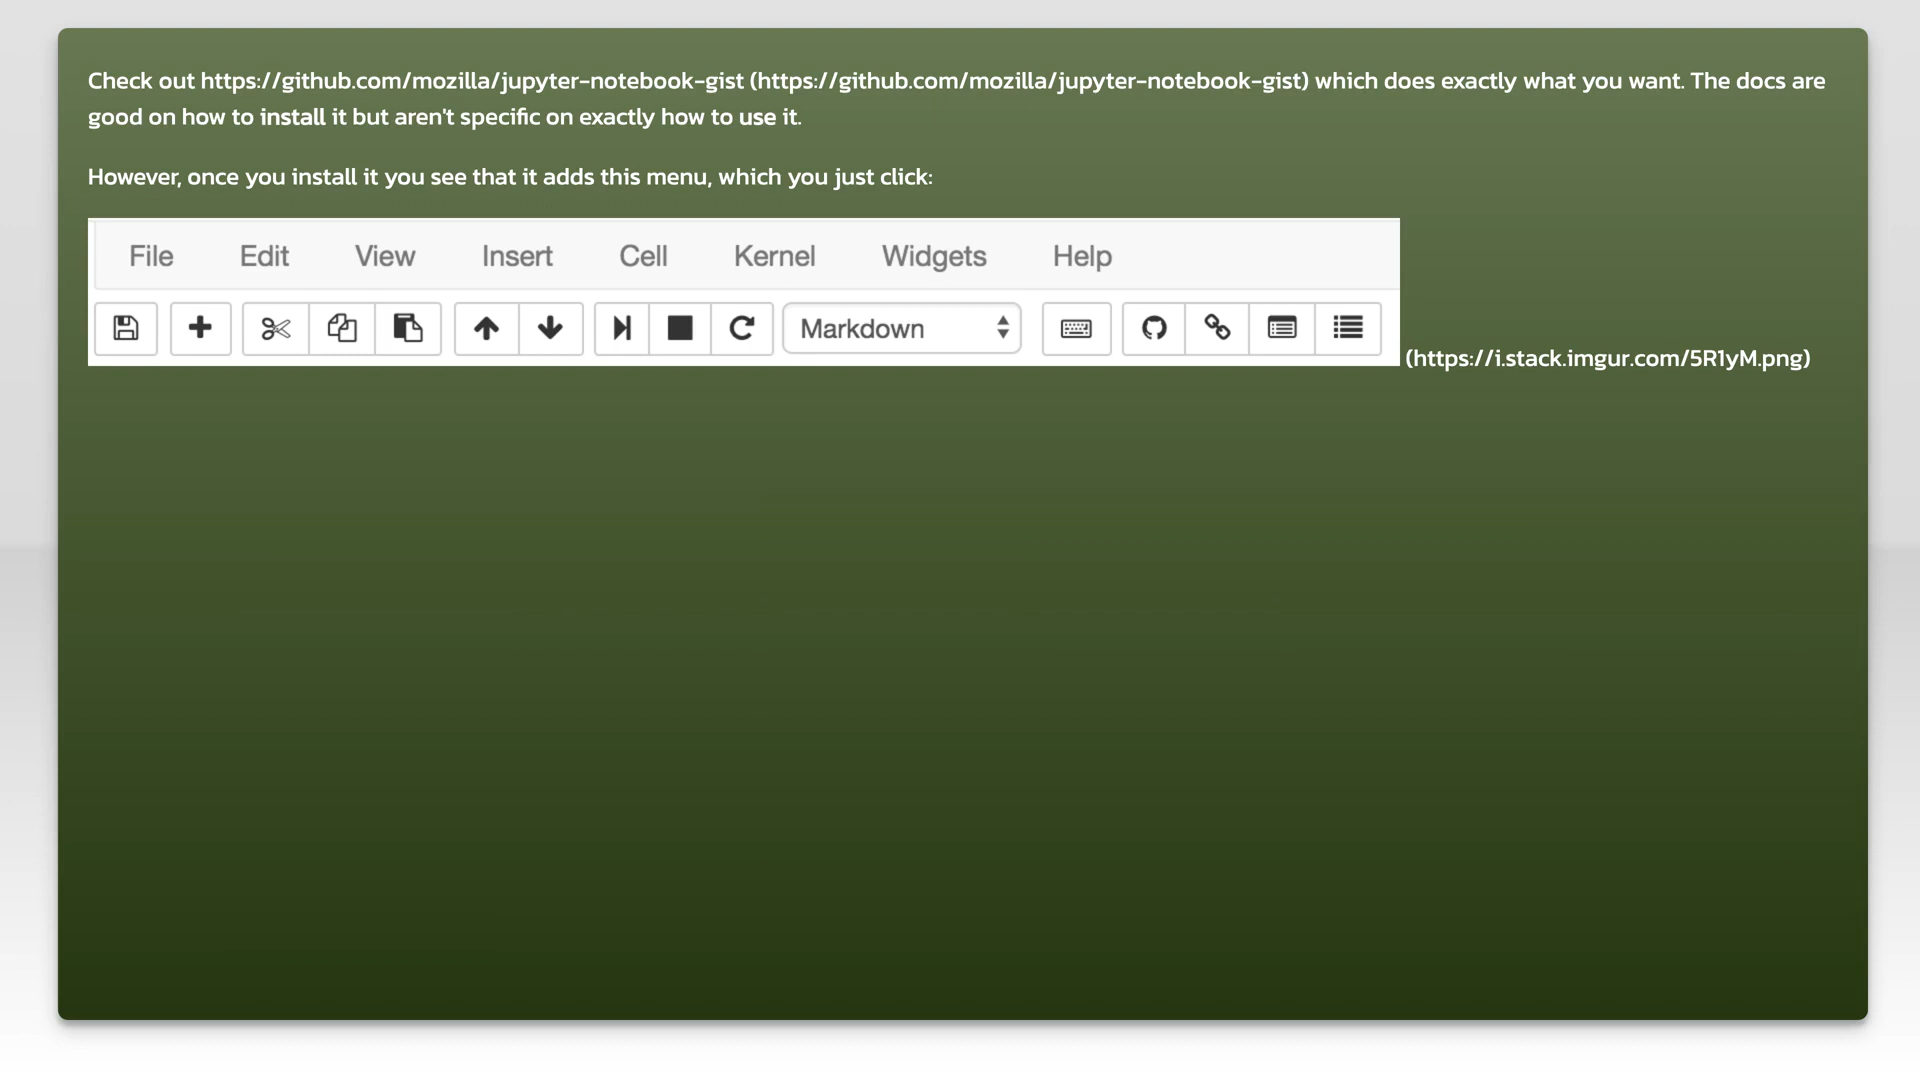 Check out https://github.com/mozilla/jupyter-notebook-gist (https://github.com/mozilla/jupyter-notebook-gist) which does exactly what you want. The docs are
good on how to install it but aren't specific on exactly how to use it.
However, once you install it you see that it adds this menu, which you just click:
File Edit View Insert Cell Kernel Widgets Help
Markdown
(https://i.stack.imgur.com/5R1yM.png)